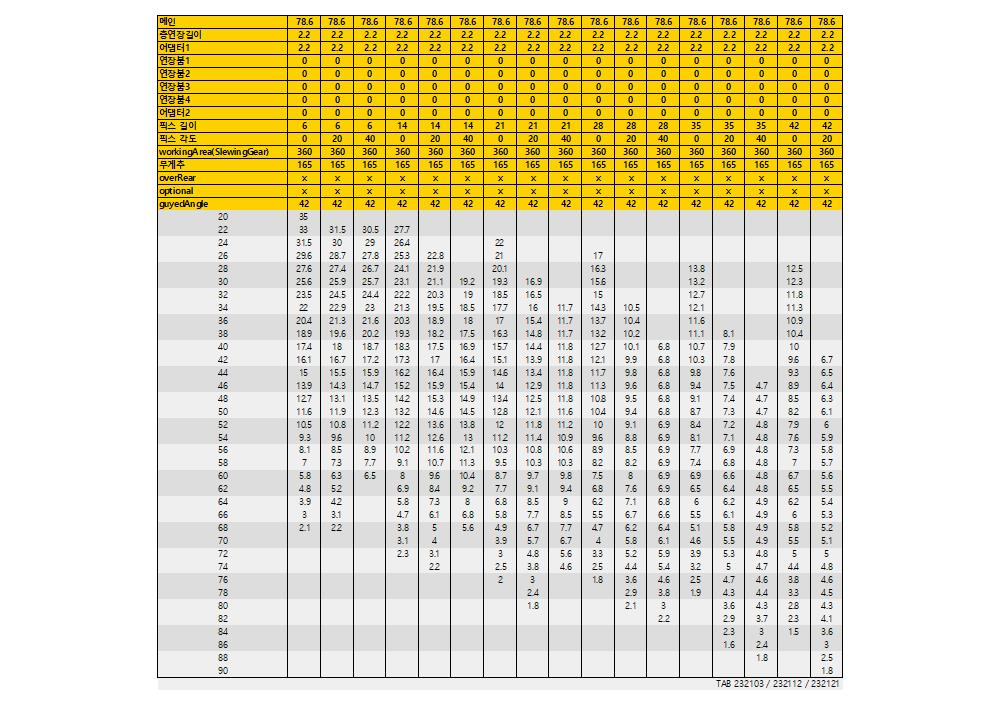 메인 78.6 78.6 78.6 78.6 78.6 78.6 78.6 78.6 78.6 78.6 78.6 78.6 78.6 78.6 78.6 78.6 78.6
층연장길이 2.2 2.2 2.2 2.2 2.2 2.2 2.2 2.2 2.2 2.2 2.2 2.2 2.2 2.2 2.2 2.2 2.2
어댑터1 2.2 2.2 2.2 2.2 2.2 2.2 2.2 2.2 2.2 2.2 2.2 2.2 2.2 2.2 2.2 2.2 2.2
연장붐1 0 0 0 0 0 0 0 0 0 0 0 0 0 0 0 0 0
연장붐2 0 0 0 0 0 0 0 0 0 0 0 0 0 0 0 0 0
연장붐3 0 0 0 0 0 0 0 0 0 0 0 0 0 0 0 0 0
연장붐4 0 0 0 0 0 0 0 0 0 0 0 0 0 0 0 0 0
어댑터2 0 0 0 0 0 0 0 0 0 0 0 0 0 0 0 0 0
픽스 길이 6 6 6 14 14 14 21 21 21 28 28 28 35 35 35 42 42
픽스 각도 0 20 40 0 20 40 0 20 40 0 20 40 0 20 40 0 20
workingArea(SlewingGear) 360 360 360 360 360 360 360 360 360 360 360 360 360 360 360 360 360
무게추 165 165 165 165 165 165 165 165 165 165 165 165 165 165 165 165 165
overRear x x x x x x x x x x x x x x x x x
optional x x x x x x x x x x x x x x x x x
guyedAngle 42 42 42 42 42 42 42 42 42 42 42 42 42 42 42 42 42
20 35
22 33 31.5 30.5 27.7
24 31.5 30 29 26.4 22
26 29.6 28.7 27.8 25.3 22.8 21 17
28 27.6 27.4 26.7 24.1 21.9 20.1 16.3 13.8 12.5
30 25.6 25.9 25.7 23.1 21.1 19.2 19.3 16.9 15.6 13.2 12.3
32 23.5 24.5 24.4 22.2 20.3 19 18.5 16.5 15 12.7 11.8
34 22 22.9 23 21.3 19.5 18.5 17.7 16 11.7 14.3 10.5 12.1 11.3
36 20.4 21.3 21.6 20.3 18.9 18 17 15.4 11.7 13.7 10.4 11.6 10.9
38 18.9 19.6 20.2 19.3 18.2 17.5 16.3 14.8 11.7 13.2 10.2 11.1 8.1 10.4
40 17.4 18 18.7 18.3 17.5 16.9 15.7 14.4 11.8 12.7 10.1 6.8 10.7 7.9 10
42 16.1 16.7 17.2 17.3 17 16.4 15.1 13.9 11.8 12.1 9.9 6.8 10.3 7.8 9.6 6.7
44 15 15.5 15.9 16.2 16.4 15.9 14.6 13.4 11.8 11.7 9.8 6.8 9.8 7.6 9.3 6.5
46 13.9 14.3 14.7 15.2 15.9 15.4 14 12.9 11.8 11.3 9.6 6.8 9.4 7.5 4.7 8.9 6.4
48 12.7 13.1 13.5 14.2 15.3 14.9 13.4 12.5 11.8 10.8 9.5 6.8 9.1 7.4 4.7 8.5 6.3
50 11.6 11.9 12.3 13.2 14.6 14.5 12.8 12.1 11.6 10.4 9.4 6.8 8.7 7.3 4.7 8.2 6.1
52 10.5 10.8 11.2 12.2 13.6 13.8 12 11.8 11.2 10 9.1 6.9 8.4 7.2 4.8 7.9 6
54 9.3 9.6 10 11.2 12.6 13 11.2 11.4 10.9 9.6 8.8 6.9 8.1 7.1 4.8 7.6 5.9
56 8.1 8.5 8.9 10.2 11.6 12.1 10.3 10.8 10.6 8.9 8.5 6.9 7.7 6.9 4.8 7.3 5.8
58 7 7.3 7.7 9.1 10.7 11.3 9.5 10.3 10.3 8.2 8.2 6.9 7.4 6.8 4.8 7 5.7
60 5.8 6.3 6.5 8 9.6 10.4 8.7 9.7 9.8 7.5 8 6.9 6.9 6.6 4.8 6.7 5.6
62 4.8 5.2 6.9 8.4 9.2 7.7 9.1 9.4 6.8 7.6 6.9 6.5 6.4 4.8 6.5 5.5
64 3.9 4.2 5.8 7.3 8 6.8 8.5 9 6.2 7.1 6.8 6 6.2 4.9 6.2 5.4
66 3 3.1 4.7 6.1 6.8 5.8 7.7 8.5 5.5 6.7 6.6 5.5 6.1 4.9 6 5.3
68 2.1 2.2 3.8 5 5.6 4.9 6.7 7.7 4.7 6.2 6.4 5.1 5.8 4.9 5.8 5.2
70 3.1 4 3.9 5.7 6.7 4 5.8 6.1 4.6 5.5 4.9 5.5 5.1
72 2.3 3.1 3 4.8 5.6 3.3 5.2 5.9 3.9 5.3 4.8 5 5
74 2.2 2.5 3.8 4.6 2.5 4.4 5.4 3.2 5 4.7 4.4 4.8
76 2 3 1.8 3.6 4.6 2.5 4.7 4.6 3.8 4.6
78 2.4 2.9 3.8 1.9 4.3 4.4 3.3 4.5
80 1.8 2.1 3 3.6 4.3 2.8 4.3
82 2.2 2.9 3.7 2.3 4.1
84 2.3 3 1.5 3.6
86 1.6 2.4 3
88 1.8 2.5
90 1.8
TAB 232103 / 232112 / 232121